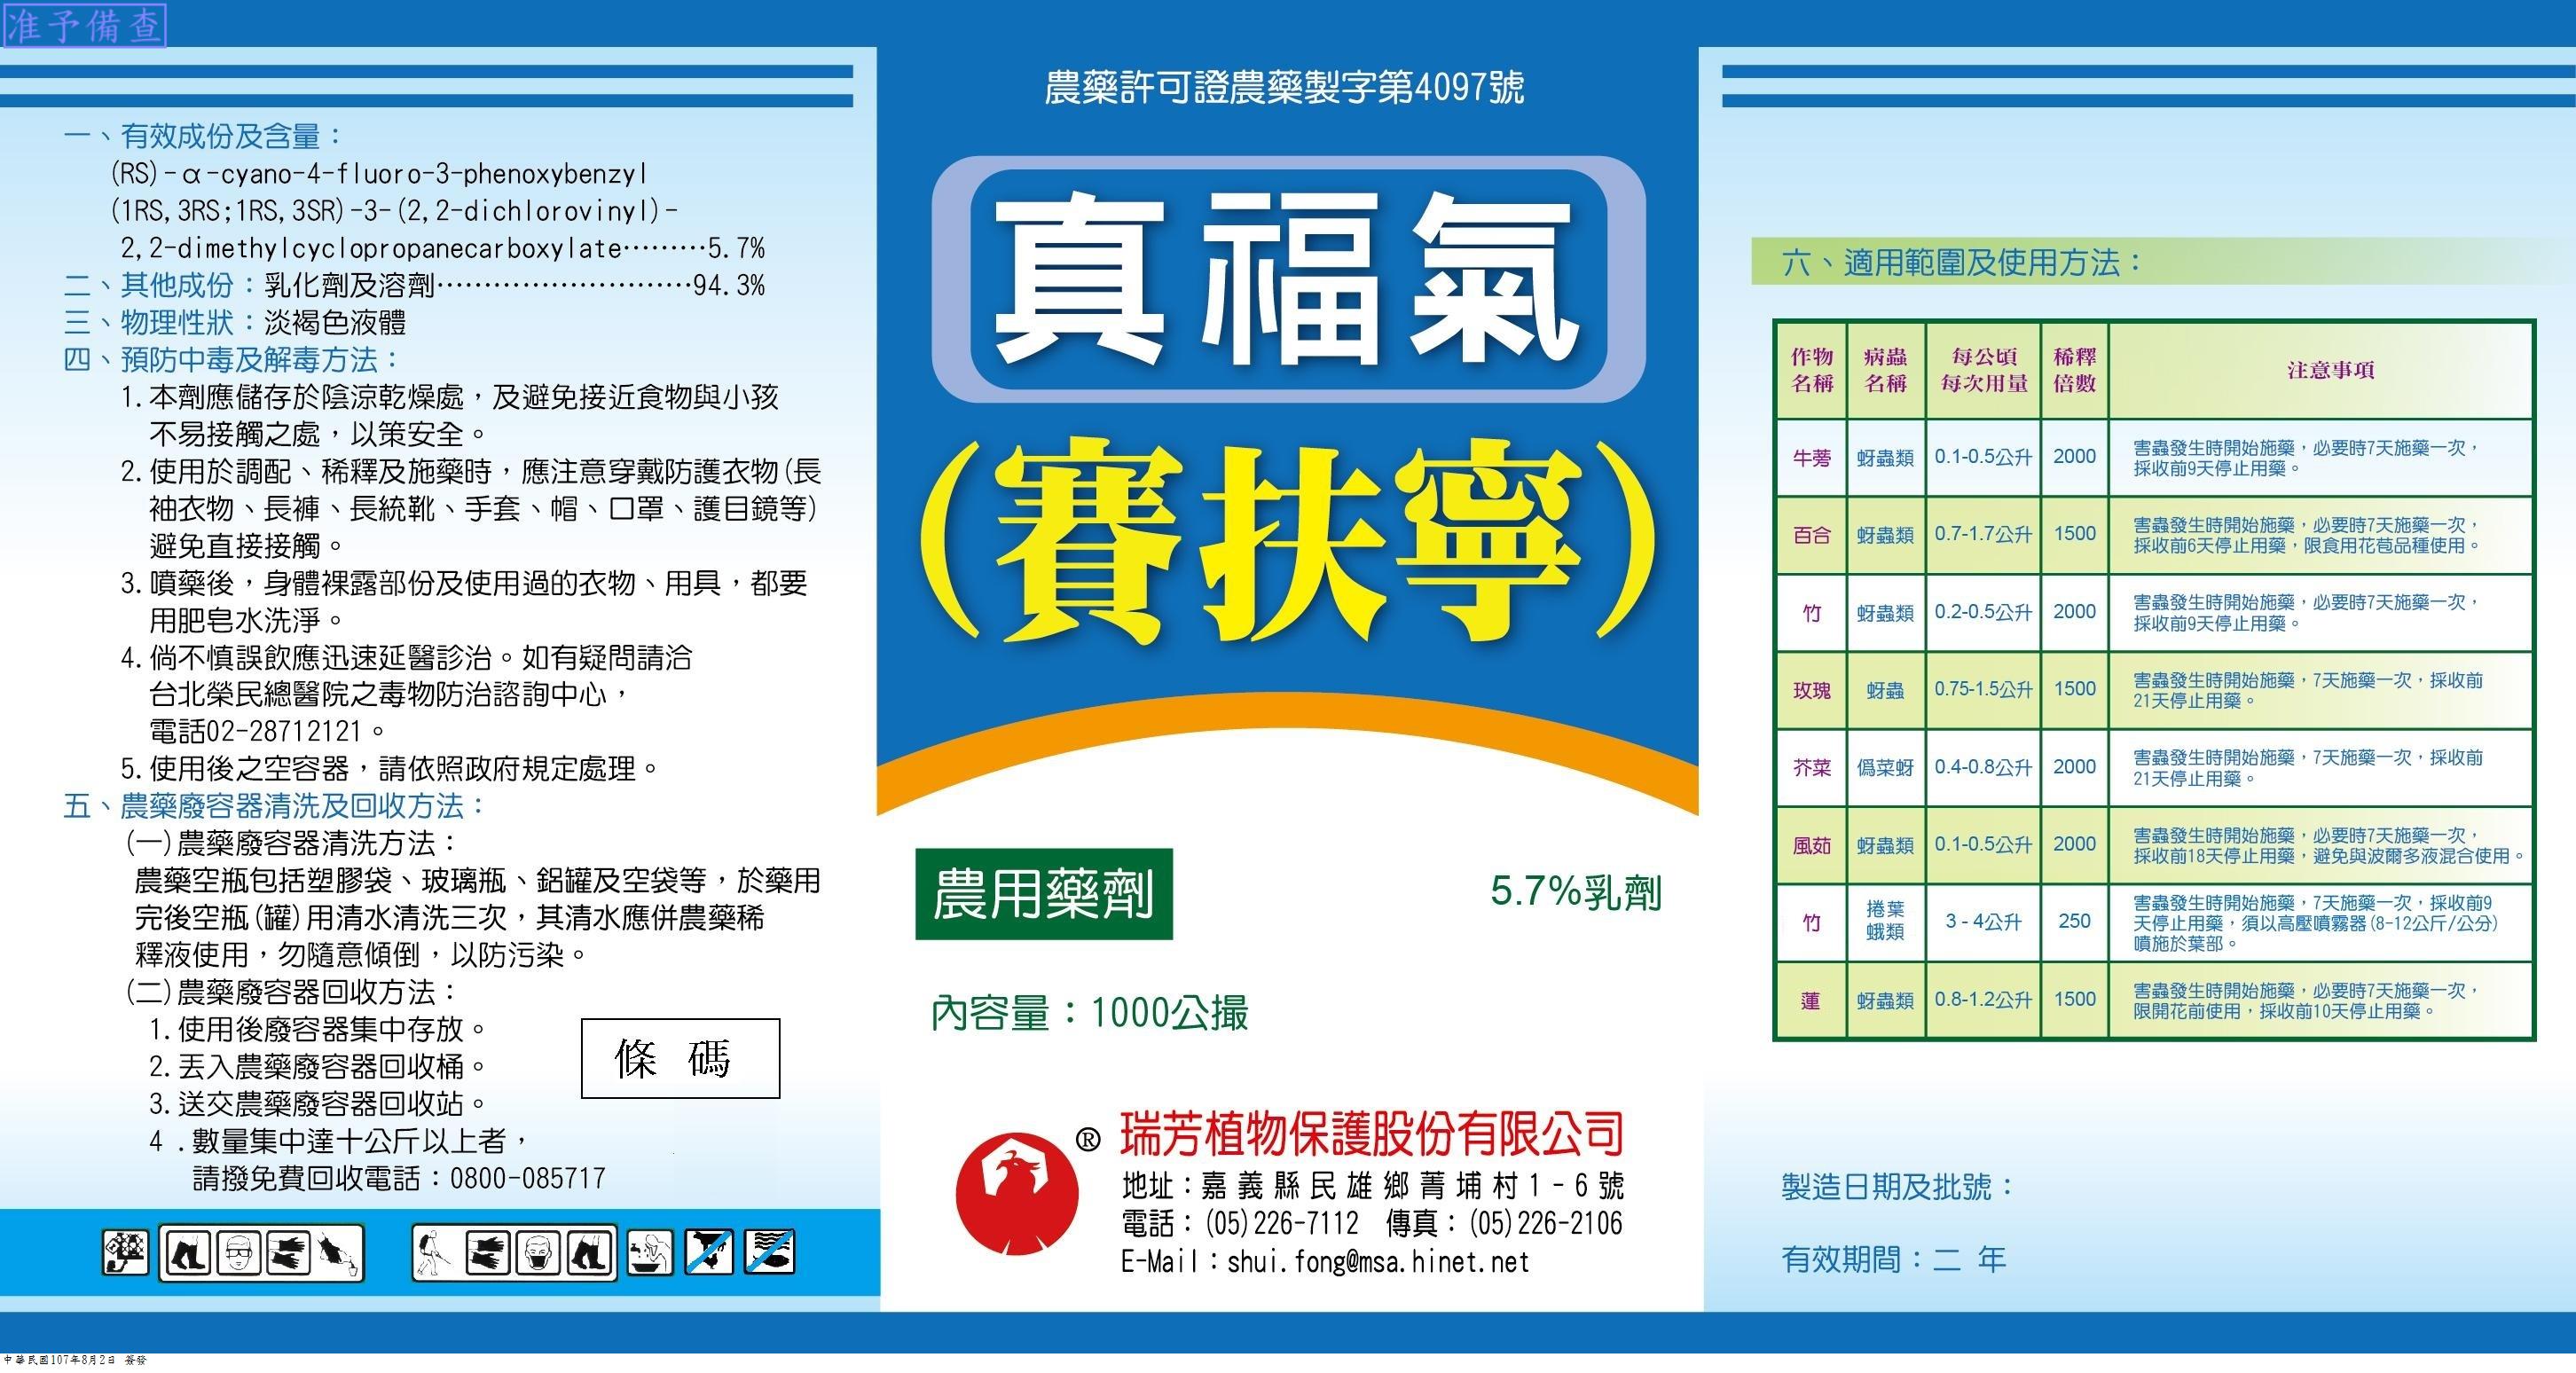 准予備查
一、有效成份及含量：
(RS)-α-cyano-4-fluoro-3-phenoxybenzyl
(1RS,3RS;1RS,3SR)-3-(2,2-dichlorovinyl)-
2,2-dimethylcyclopropanecarboxylate………5.7%
二、其他成份：乳化劑及溶劑…………………………94.3%
三、物理性狀：淡褐色液體
四、預防中毒及解毒方法：
1.本劑應儲存於陰涼乾燥處，及避免接近食物與小孩
不易接觸之處，以策安全。
2.使用於調配、稀釋及施藥時，應注意穿戴防護衣物(長
袖衣物、長褲、長統靴、手套、帽、口罩、護目鏡等)
避免直接接觸。
3.噴藥後，身體裸露部份及使用過的衣物、用具，都要
用肥皂水洗淨。
4.倘不慎誤飲應迅速延醫診治。如有疑問請洽
台北榮民總醫院之毒物防治諮詢中心，
電話02-28712121。
5.使用後之空容器，請依照政府規定處理。
五、農藥廢容器清洗及回收方法：
(一)農藥廢容器清洗方法：
農藥空瓶包括塑膠袋、玻璃瓶、鋁罐及空袋等，於藥用
完後空瓶(罐)用清水清洗三次，其清水應併農藥稀
釋液使用，勿隨意傾倒，以防污染。
(二)農藥廢容器回收方法：
1.使用後廢容器集中存放。
2.丟入農藥廢容器回收桶。
3.送交農藥廢容器回收站。
4.數量集中達十公斤以上者，
請撥免費回收電話：0800-085717
條 碼
農藥許可證農藥製字第4097號
真福氣
(賽扶寧)
農用藥劑
5.7%乳劑
內容量：1000公撮
® 瑞芳植物保護股份有限公司
地址：嘉義縣民雄鄉菁埔村1-6號
電話：(05)226-7112 傳真：(05)226-2106
E-Mail：shui.fong@msa.hinet.net
六、適用範圍及使用方法：
作物名稱 病蟲名稱 每公頃每次用量 稀釋倍數 注意事項
牛蒡 蚜蟲類 0.1-0.5公升 2000 害蟲發生時開始施藥，必要時7天施藥一次，
採收前9天停止用藥。
百合 蚜蟲類 0.7-1.7公升 1500 害蟲發生時開始施藥，必要時7天施藥一次，
採收前6天停止用藥，限食用花苞品種使用。
竹 蚜蟲類 0.2-0.5公升 2000 害蟲發生時開始施藥，必要時7天施藥一次，
採收前9天停止用藥。
玫瑰 蚜蟲 0.75-1.5公升 1500 害蟲發生時開始施藥，7天施藥一次，採收前
21天停止用藥。
芥菜 偽菜蚜 0.4-0.8公升 2000 害蟲發生時開始施藥，7天施藥一次，採收前
21天停止用藥。
風茹 蚜蟲類 0.1-0.5公升 2000 害蟲發生時開始施藥，必要時7天施藥一次，
採收前18天停止用藥，避免與波爾多液混合使用。
竹 捲葉蛾類 3 - 4公升 250 害蟲發生時開始施藥，7天施藥一次，採收前9
天停止用藥，須以高壓噴霧器(8-12公斤/公分)
噴施於葉部。
蓮 蚜蟲類 0.8-1.2公升 1500 害蟲發生時開始施藥，必要時7天施藥一次，
限開花前使用，採收前10天停止用藥。
製造日期及批號：
有效期間：二 年
中華民國107年8月2日 簽發